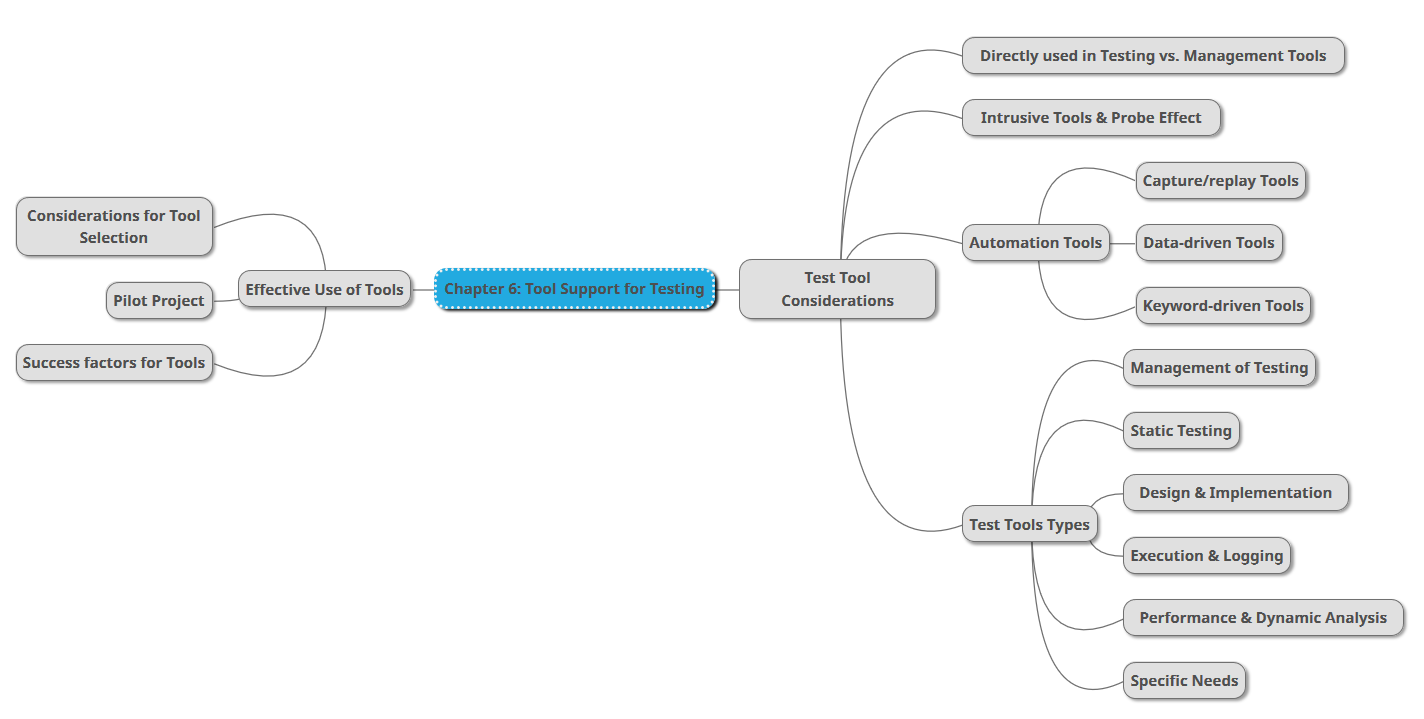 Directly used in Testing vs. Management Tools
Intrusive Tools & Probe Effect
Capture/replay Tools
Considerations for Tool
Selection
Automation Tools
Data-driven Tools
Effective Use of Tools
Chapter 6: Tool Support for Testing
Test Tool
Considerations
Pilot Project
Keyword-driven Tools
Success factors for Tools
Management of Testing
Static Testing
Design & Implementation
Test Tools Types
Execution & Logging
Performance & Dynamic Analysis
Specific Needs